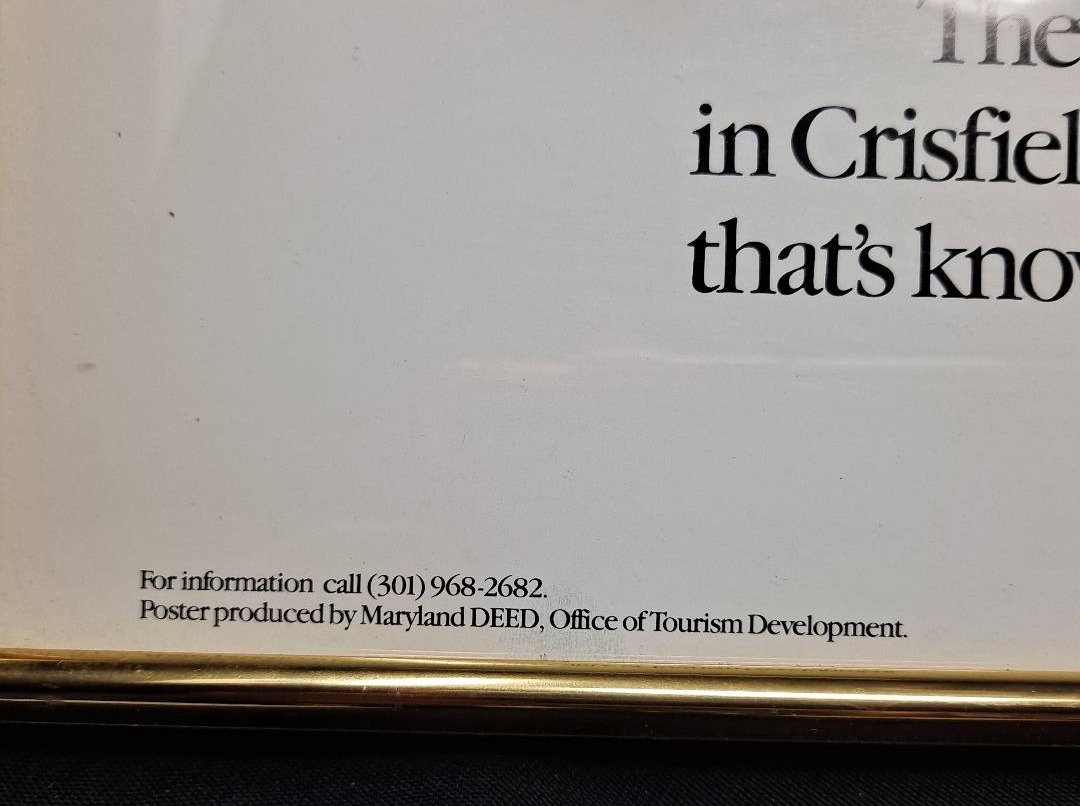 The
in Crisfiel
that's know
For information call (301) 968-2682.
Poster produced by Maryland DEED, Office of Tourism Development.